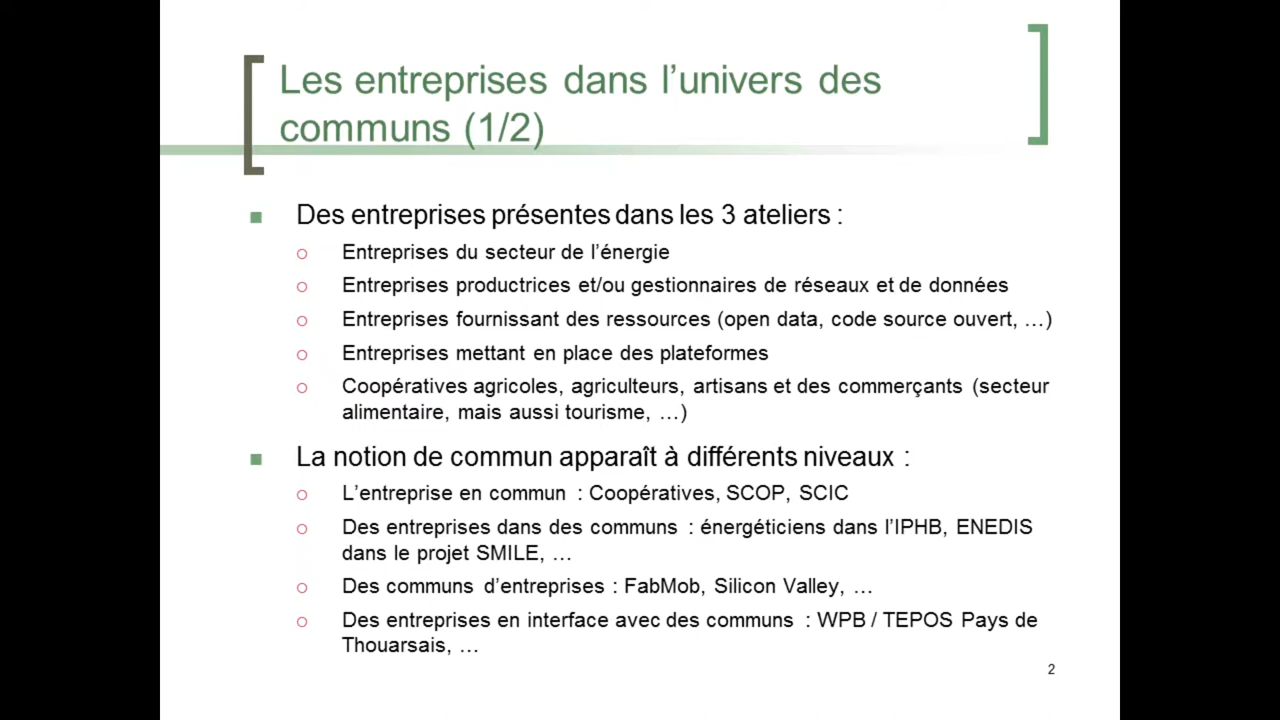 Les entreprises dans l’univers des
communs (1/2)
Des entreprises présentes dans les 3 ateliers :
Entreprises du secteur de l’énergie
Entreprises productrices et/ou gestionnaires de réseaux et de données
Entreprises fournissant des ressources (open data, code source ouvert, …)
Entreprises mettant en place des plateformes
Coopératives agricoles, agriculteurs, artisans et des commerçants (secteur
alimentaire, mais aussi tourisme, …)
La notion de commun apparaît à différents niveaux :
L’entreprise en commun : Coopératives, SCOP, SCIC
Des entreprises dans des communs : énergéticiens dans l’IPHB, ENEDIS
dans le projet SMILE, …
Des communs d’entreprises : FabMob, Silicon Valley, …
Des entreprises en interface avec des communs : WPB / TEPOS Pays de
Thouarsais, …
2